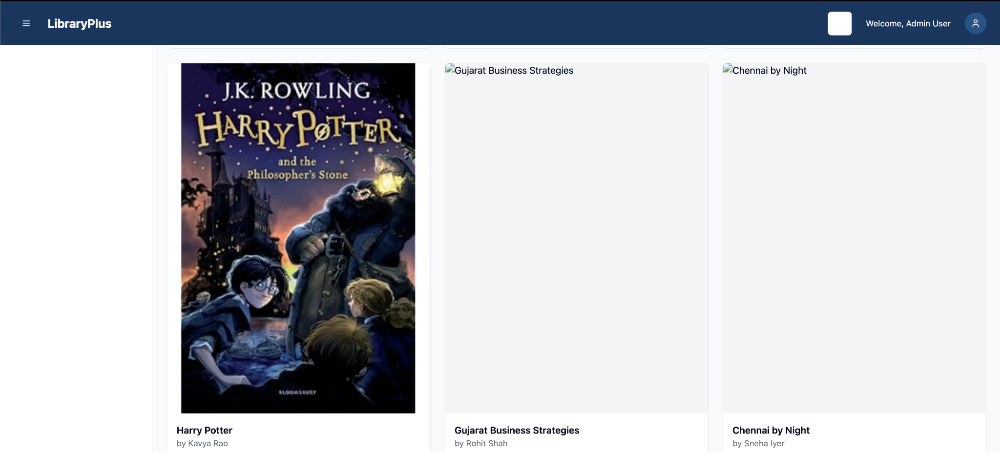 LibraryPlus
Welcome, Admin User
J.K. ROWLING
HARRY POTTER
and the
Philosopher's Stone
BLOOMSBURY
Harry Potter
by Kavya Rao
Gujarat Business Strategies
Gujarat Business Strategies
by Rohit Shah
Chennai by Night
Chennai by Night
by Sneha Iyer